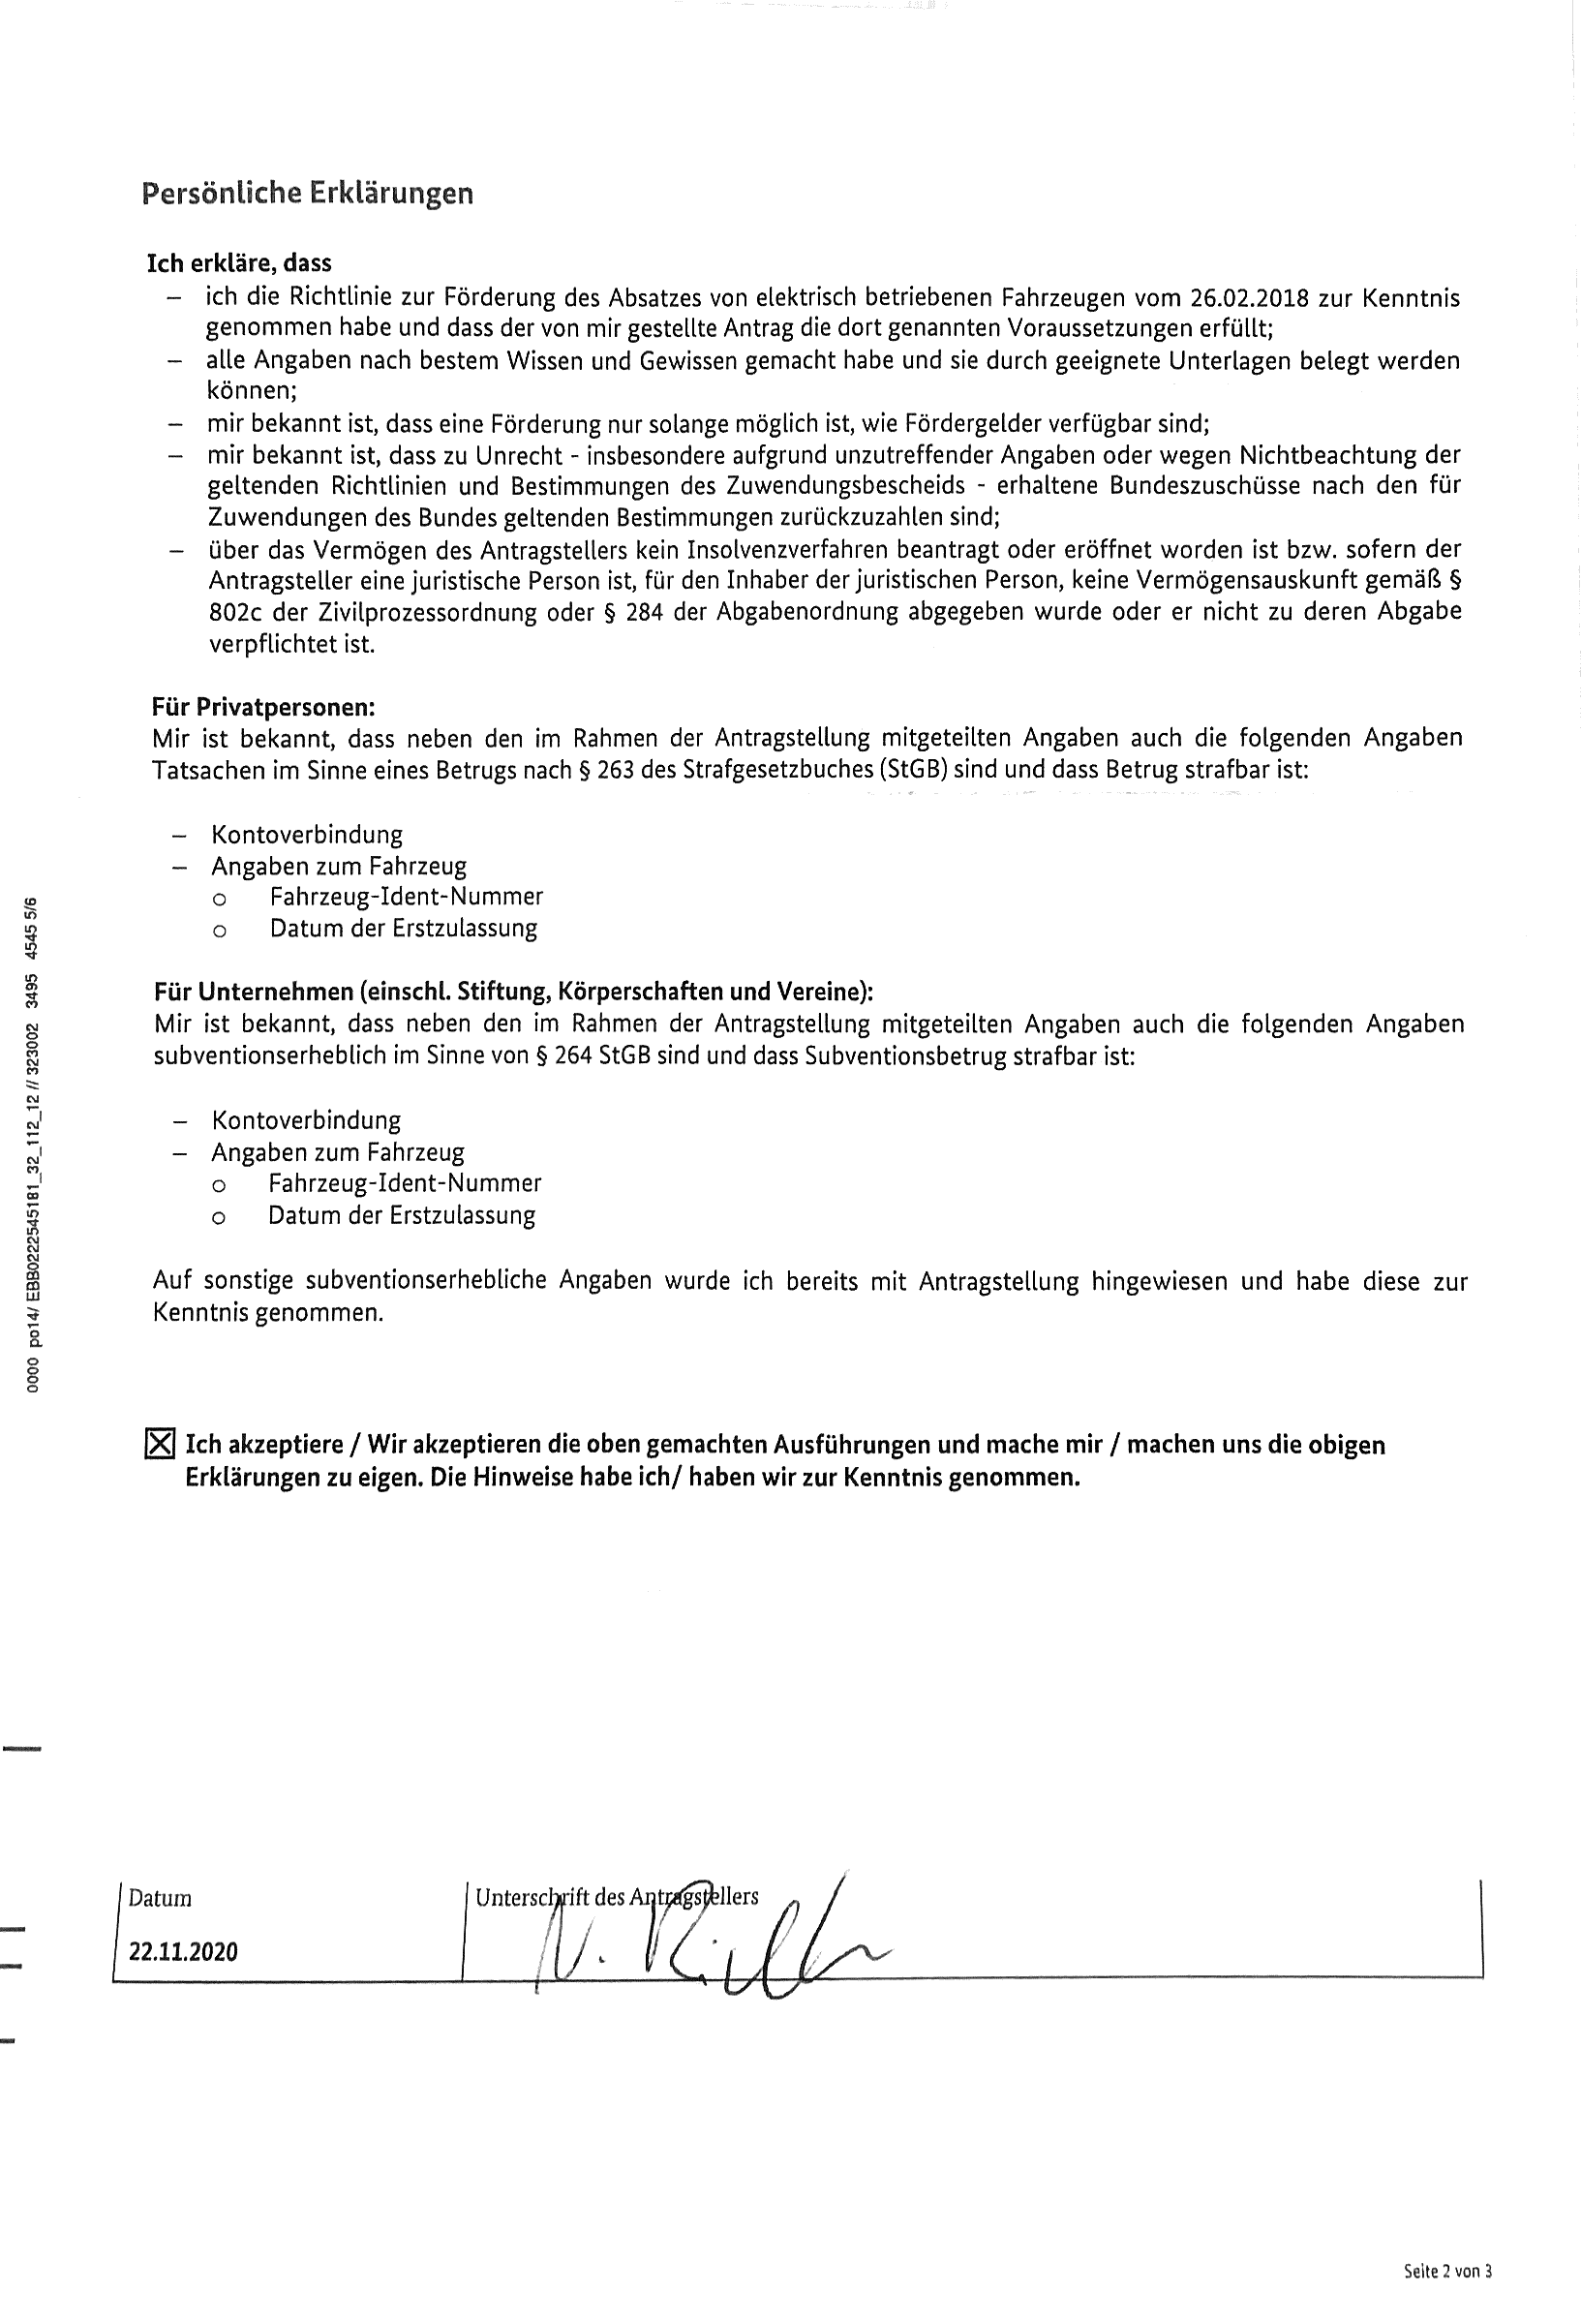 Persönliche Erklärungen
Ich erkläre, dass
– ich die Richtlinie zur Förderung des Absatzes von elektrisch betriebenen Fahrzeugen vom 26.02.2018 zur Kenntnis
genommen habe und dass der von mir gestellte Antrag die dort genannten Voraussetzungen erfüllt;
– alle Angaben nach bestem Wissen und Gewissen gemacht habe und sie durch geeignete Unterlagen belegt werden
können;
– mir bekannt ist, dass eine Förderung nur solange möglich ist, wie Fördergelder verfügbar sind;
– mir bekannt ist, dass zu Unrecht - insbesondere aufgrund unzutreffender Angaben oder wegen Nichtbeachtung der
geltenden Richtlinien und Bestimmungen des Zuwendungsbescheids - erhaltene Bundeszuschüsse nach den für
Zuwendungen des Bundes geltenden Bestimmungen zurückzuzahlen sind;
– über das Vermögen des Antragstellers kein Insolvenzverfahren beantragt oder eröffnet worden ist bzw. sofern der
Antragsteller eine juristische Person ist, für den Inhaber der juristischen Person, keine Vermögensauskunft gemäß §
802c der Zivilprozessordnung oder § 284 der Abgabenordnung abgegeben wurde oder er nicht zu deren Abgabe
verpflichtet ist.
Für Privatpersonen:
Mir ist bekannt, dass neben den im Rahmen der Antragstellung mitgeteilten Angaben auch die folgenden Angaben
Tatsachen im Sinne eines Betrugs nach § 263 des Strafgesetzbuches (StGB) sind und dass Betrug strafbar ist:
– Kontoverbindung
– Angaben zum Fahrzeug
o Fahrzeug-Ident-Nummer
o Datum der Erstzulassung
Für Unternehmen (einschl. Stiftung, Körperschaften und Vereine):
Mir ist bekannt, dass neben den im Rahmen der Antragstellung mitgeteilten Angaben auch die folgenden Angaben
subventionserheblich im Sinne von § 264 StGB sind und dass Subventionsbetrug strafbar ist:
– Kontoverbindung
– Angaben zum Fahrzeug
o Fahrzeug-Ident-Nummer
o Datum der Erstzulassung
Auf sonstige subventionserhebliche Angaben wurde ich bereits mit Antragstellung hingewiesen und habe diese zur
Kenntnis genommen.
☒ Ich akzeptiere / Wir akzeptieren die oben gemachten Ausführungen und mache mir / machen uns die obigen
Erklärungen zu eigen. Die Hinweise habe ich/ haben wir zur Kenntnis genommen.
0000 po14/ EBB0222545181_32_112_12 // 323002 3495 4545 5/6
Datum
Unterschrift des Antragstellers
22.11.2020
N.
Seite 2 von 3